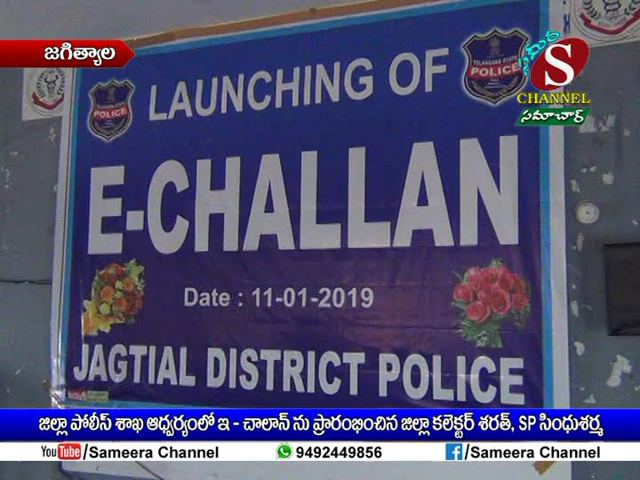 జగిత్యాల
సమీర
S
CHANNEL
సమాచార్
LAUNCHING OF
TELANGANA STATE
POLICE
POLICE
E-CHALLAN
Date : 11-01-2019
JAGTIAL DISTRICT POLICE
జిల్లా పోలీస్ శాఖ ఆధ్వర్యంలో ఇ - చాలాన్ ను ప్రారంభించిన జిల్లా కలెక్టర్ శరత్, SP సింధుశర్మ
YouTube /Sameera Channel 9492449856 f /Sameera Channel